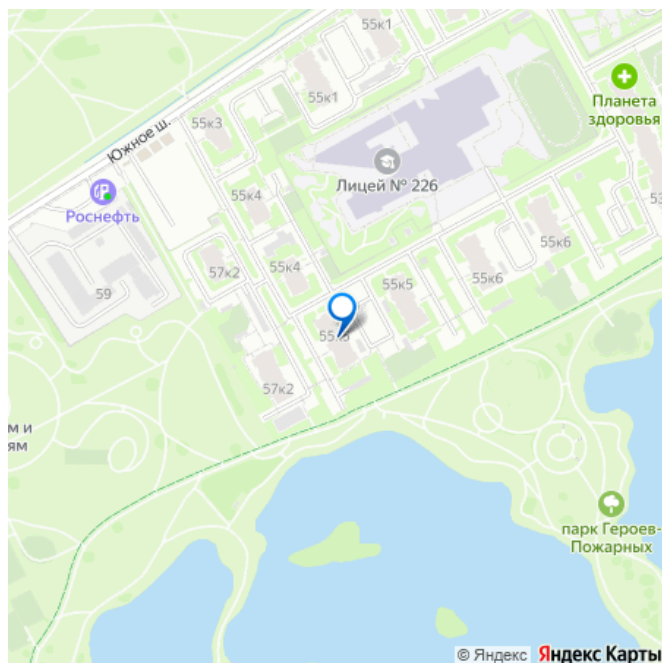 55к1
Планета
здоровья
55к1
55к3
Южное ш.
Лицей № 226
Роснефть
55к4
55к6
53
57к2
55к4
55к5
55к6
59
57к2
м и
ям
парк Героев-
Пожарных
© Яндекс Яндекс Карты